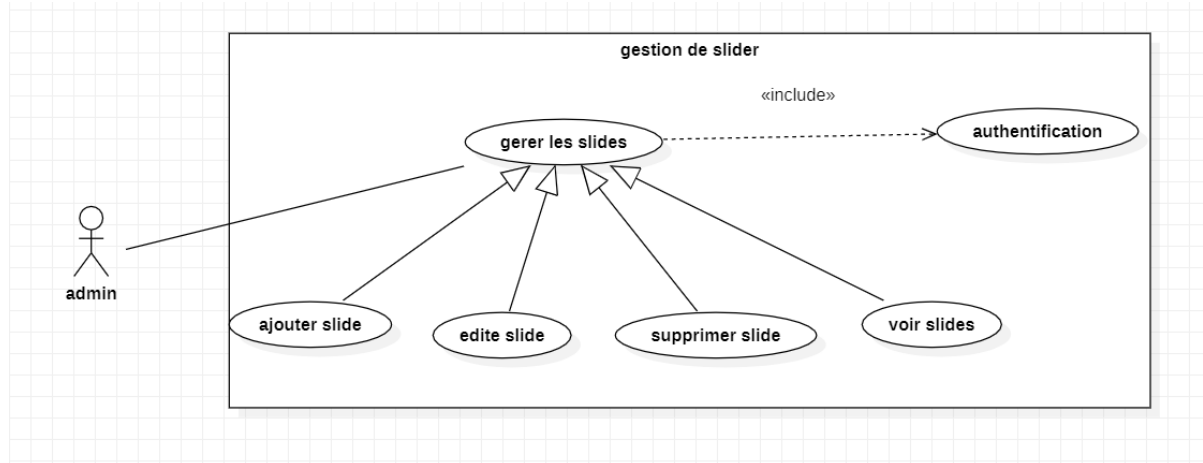 gestion de slider
«include»
gerer les slides
authentification
admin
ajouter slide
edite slide
supprimer slide
voir slides